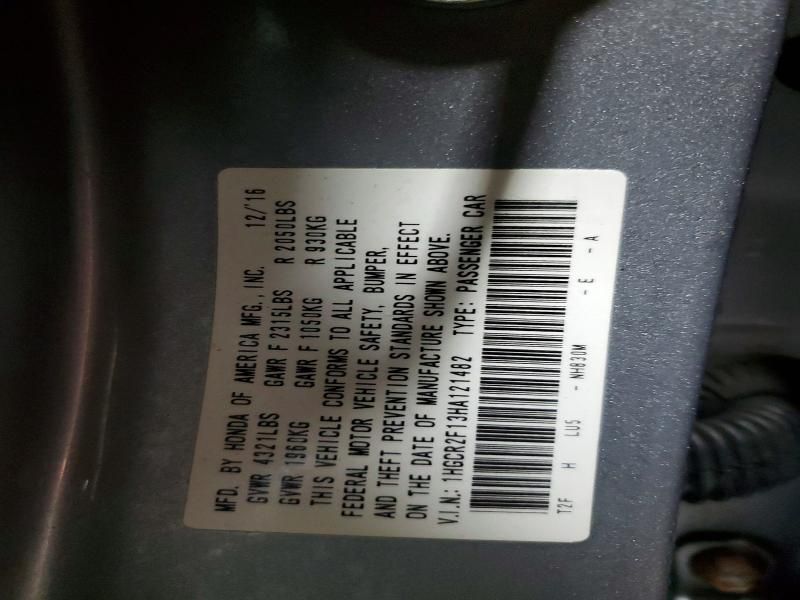 MFD. BY HONDA OF AMERICA MFG., INC. 12/'16
GVWR 4321LBS GAWR F 2315LBS R 2050LBS
GVWR 1960KG GAWR F 1050KG R 930KG
THIS VEHICLE CONFORMS TO ALL APPLICABLE
FEDERAL MOTOR VEHICLE SAFETY, BUMPER,
AND THEFT PREVENTION STANDARDS IN EFFECT
ON THE DATE OF MANUFACTURE SHOWN ABOVE.
V.I.N.: 1HGCR2F13HA121482 TYPE: PASSENGER CAR
T2F H LUS - NH830M - E - A